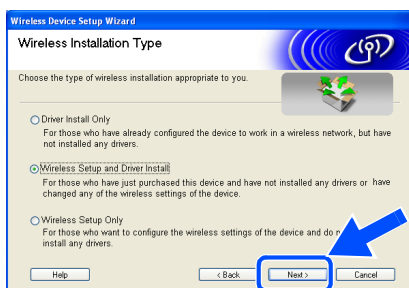 Wireless Device Setup Wizard
Wireless Installation Type
Choose the type of wireless installation appropriate to you.
Driver Install Only
For those who have already configured the device to work in a wireless network, but have
not installed any drivers.
Wireless Setup and Driver Install
For those who have just purchased this device and have not installed any drivers or have
changed any of the wireless settings of the device.
Wireless Setup Only
For those who want to configure the wireless settings of the device and do
install any drivers.
Help
< Back
Next >
Cancel